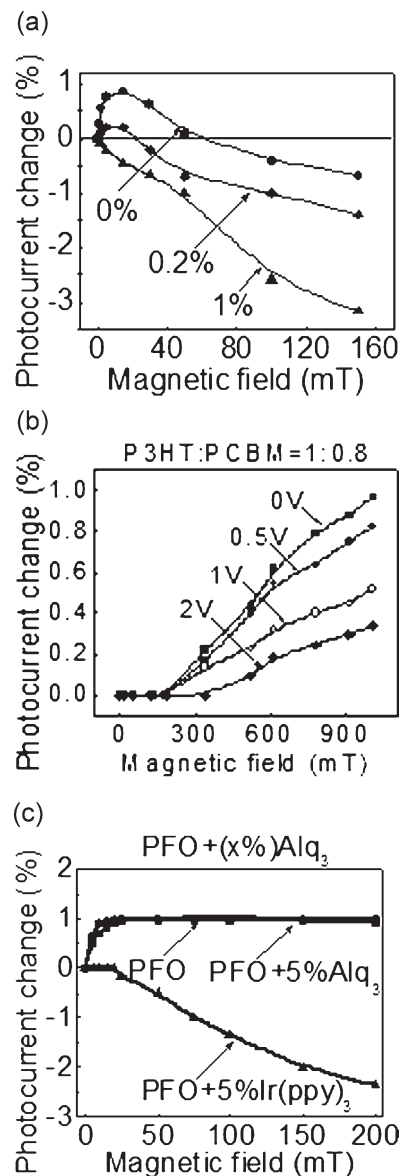 (a)
Photocurrent change (%)
1
0
-1
-2
-3
0%
0.2%
1%
0 40 80 120 160
Magnetic field (mT)
(b)
P3HT:PCBM=1:0.8
Photocurrent change (%)
1.0
0.8
0.6
0.4
0.2
0.0
0V
0.5V
1V
2V
0 300 600 900
Magnetic field (mT)
(c)
PFO+(x%)Alq₃
Photocurrent change (%)
2
1
0
-1
-2
-3
PFO PFO+5%Alq₃
PFO+5%Ir(ppy)₃
0 50 100 150 200
Magnetic field (mT)